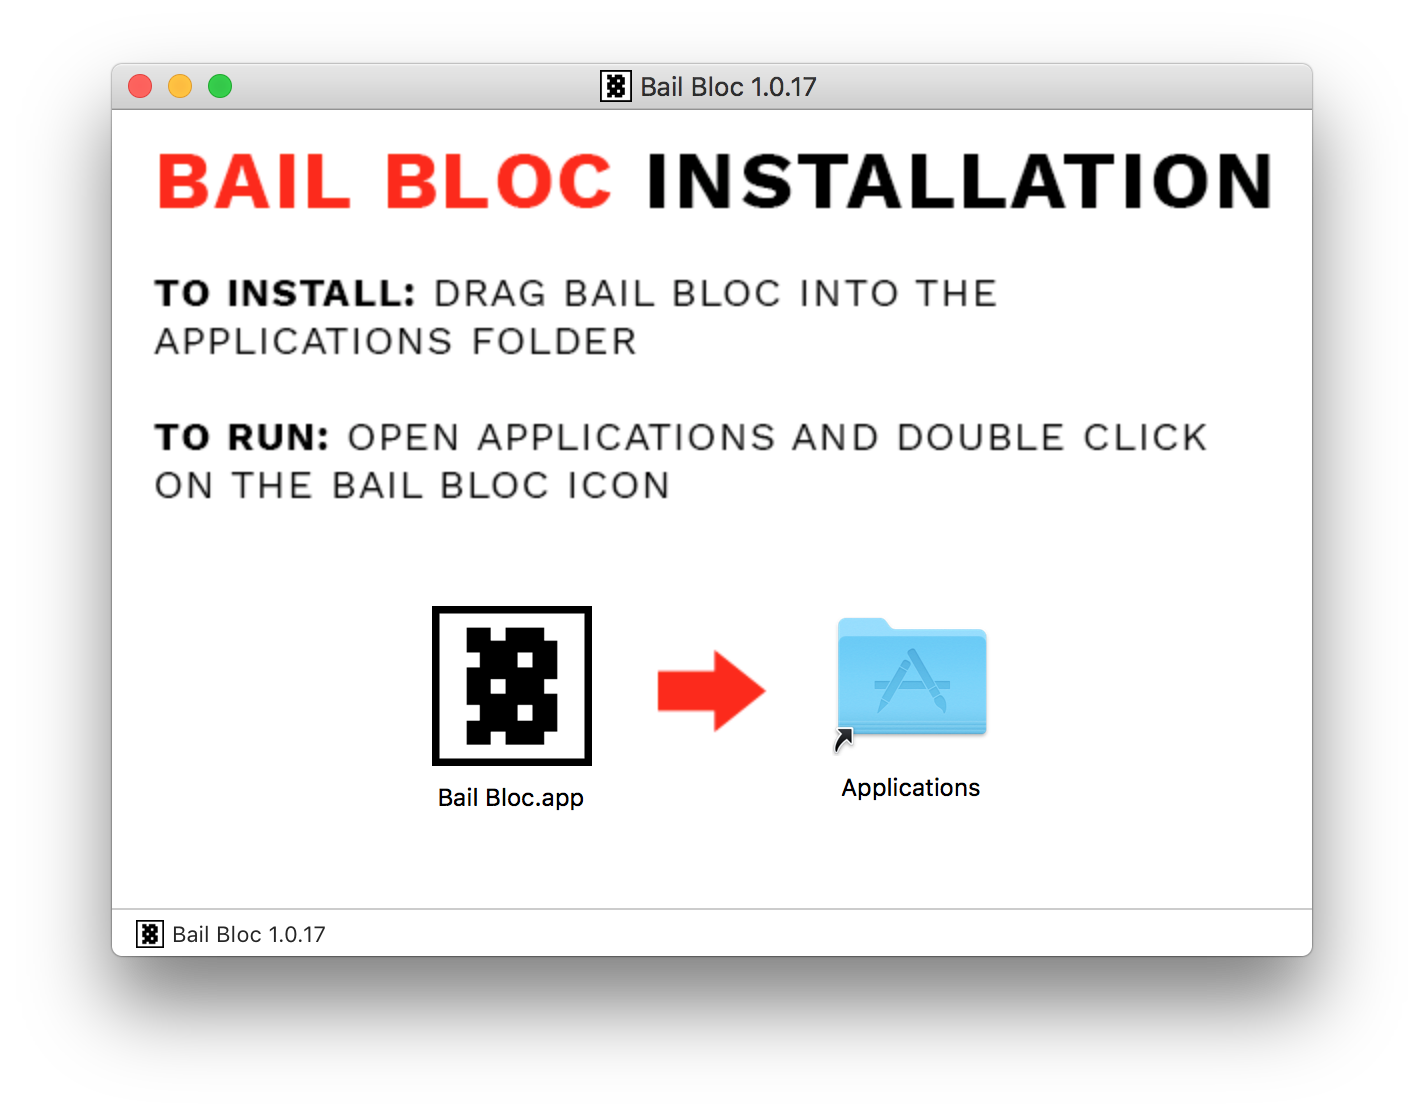 Bail Bloc 1.0.17
BAIL BLOC INSTALLATION
TO INSTALL: DRAG BAIL BLOC INTO THE
APPLICATIONS FOLDER
TO RUN: OPEN APPLICATIONS AND DOUBLE CLICK
ON THE BAIL BLOC ICON
Bail Bloc.app
Applications
Bail Bloc 1.0.17